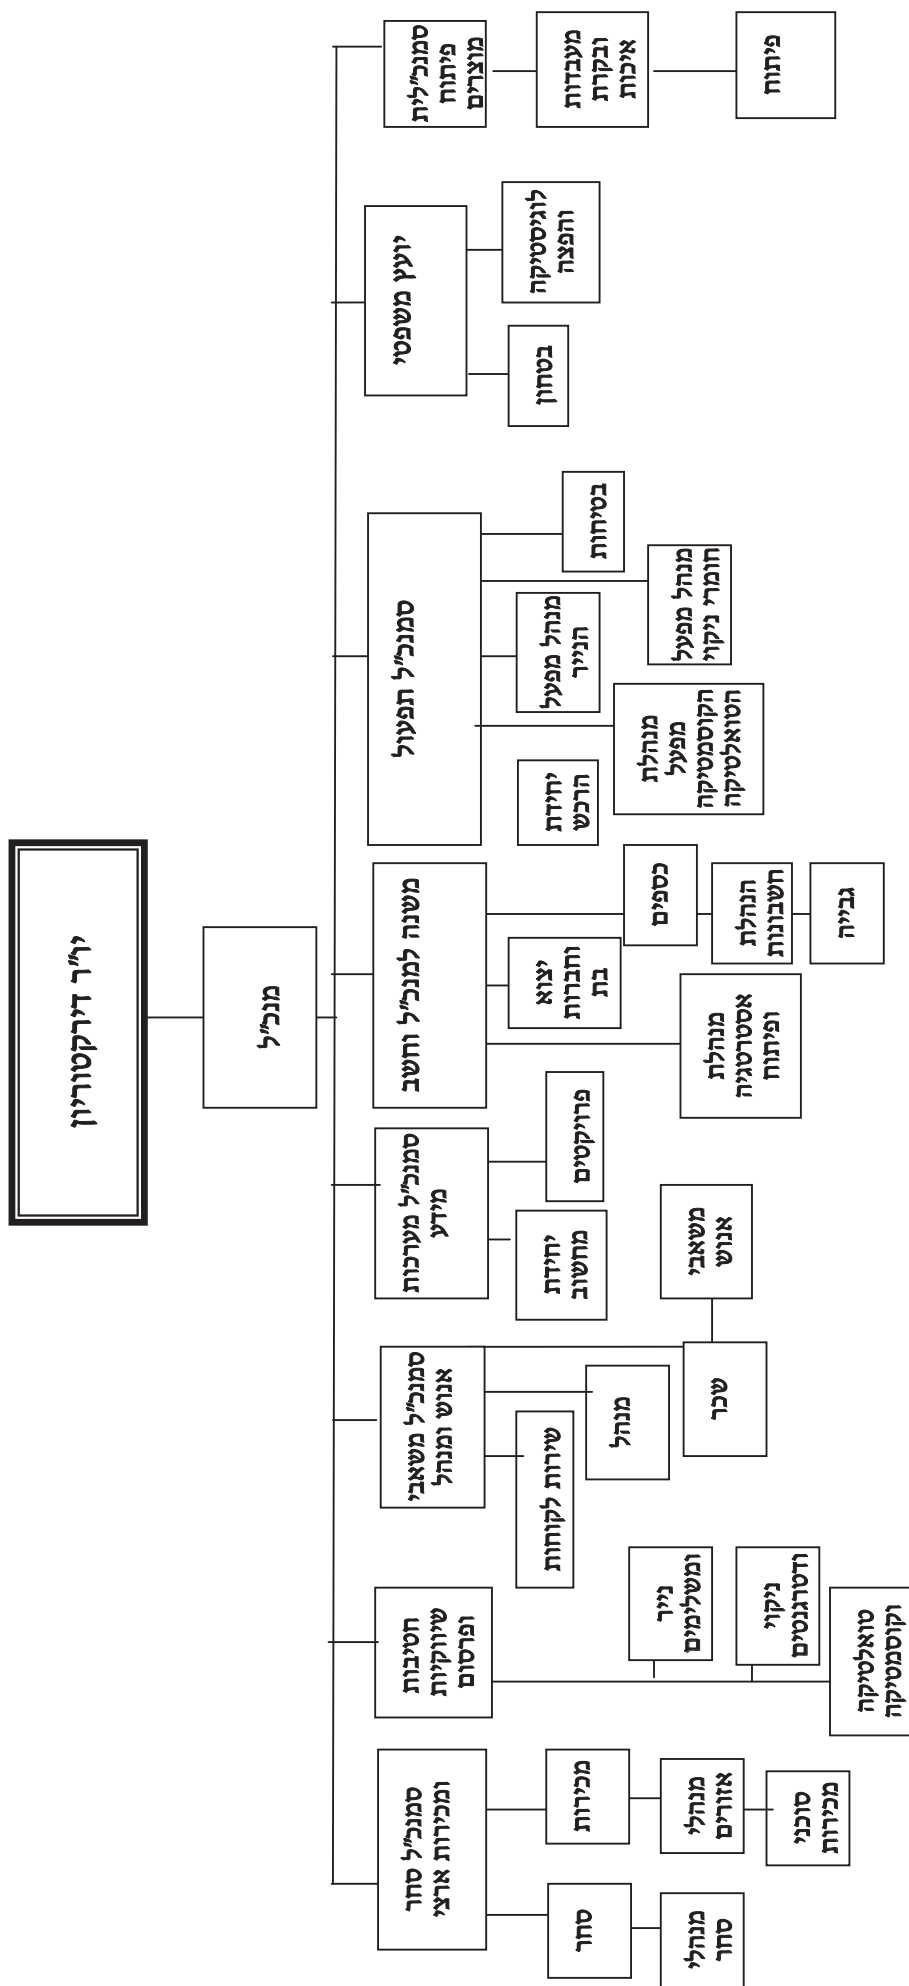 יו"ר דירקטוריון
מנכ"ל
סמנכ"לית
פיתוח
מוצרים
מעבדות
ובקרת
איכות
פיתוח
יועץ משפטי
לוגיסטיקה
והפצה
בטחון
סמנכ"ל תפעול
בטיחות
מנהל מפעל
חומרי ניקוי
מנהל מפעל
הנייר
מנהלת
מפעל
הקוסמטיקה
הטואלטיקה
יחידת
הרכש
משנה למנכ"ל וחשב
כספים
הנהלת
חשבונות
גבייה
יצוא
וחברות
בת
מנהלת
אסטרטגיה
ופיתוח
סמנכ"ל מערכות
מידע
פרויקטים
יחידת
מחשוב
סמנכ"ל משאבי
אנוש ומנהל
משאבי
אנוש
שכר
מנהל
שירות לקוחות
חטיבות
שיווקיות
ופרסום
נייר
ומשלימים
ניקוי
ודטרגנטים
טואלטיקה
וקוסמטיקה
סמנכ"ל סחר
ומכירות ארצי
מכירות
מנהלי
אזורים
סוכני
מכירות
סחר
מנהלי
סחר